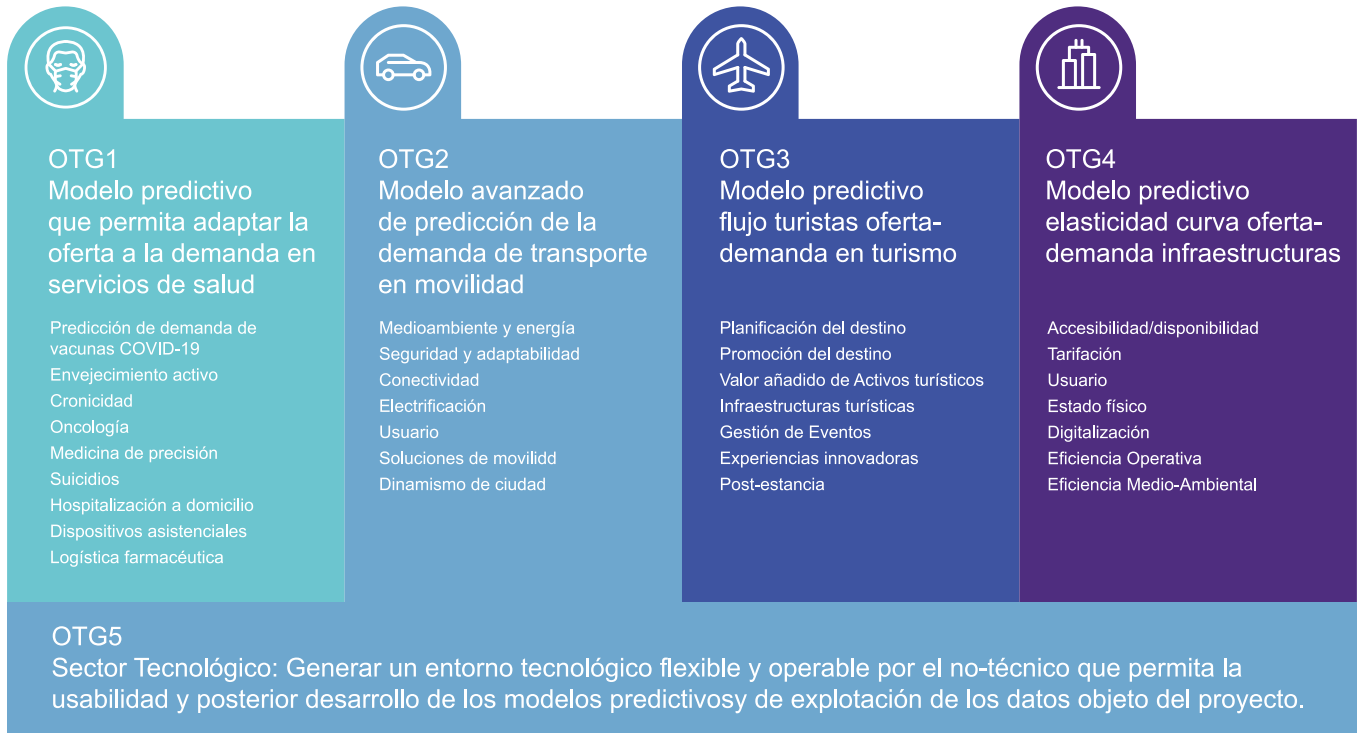 OTG1
Modelo predictivo
que permita adaptar la
oferta a la demanda en
servicios de salud
Predicción de demanda de
vacunas COVID-19
Envejecimiento activo
Cronicidad
Oncología
Medicina de precisión
Suicidios
Hospitalización a domicilio
Dispositivos asistenciales
Logística farmacéutica
OTG2
Modelo avanzado
de predicción de la
demanda de transporte
en movilidad
Medioambiente y energía
Seguridad y adaptabilidad
Conectividad
Electrificación
Usuario
Soluciones de movilidd
Dinamismo de ciudad
OTG3
Modelo predictivo
flujo turistas oferta-
demanda en turismo
Planificación del destino
Promoción del destino
Valor añadido de Activos turísticos
Infraestructuras turísticas
Gestión de Eventos
Experiencias innovadoras
Post-estancia
OTG4
Modelo predictivo
elasticidad curva oferta-
demanda infraestructuras
Accesibilidad/disponibilidad
Tarifación
Usuario
Estado físico
Digitalización
Eficiencia Operativa
Eficiencia Medio-Ambiental
OTG5
Sector Tecnológico: Generar un entorno tecnológico flexible y operable por el no-técnico que permita la
usabilidad y posterior desarrollo de los modelos predictivosy de explotación de los datos objeto del proyecto.